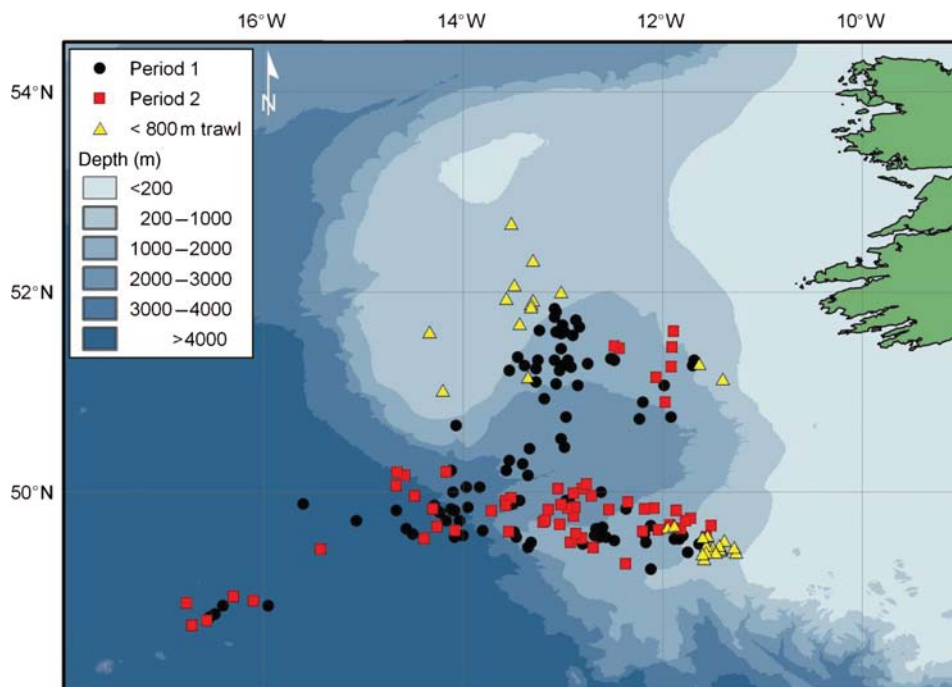 16°W 14°W 12°W 10°W
Period 1
Period 2
< 800 m trawl
Depth (m)
<200
200–1000
1000–2000
2000–3000
3000–4000
>4000
N
54°N
52°N
50°N